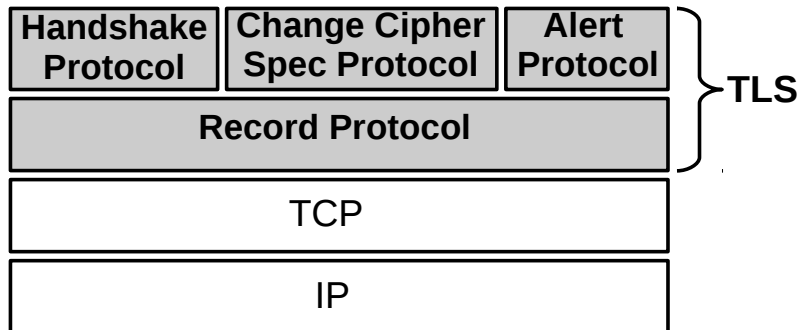 Handshake
Protocol
Change Cipher
Spec Protocol
Alert
Protocol
TLS
Record Protocol
TCP
IP